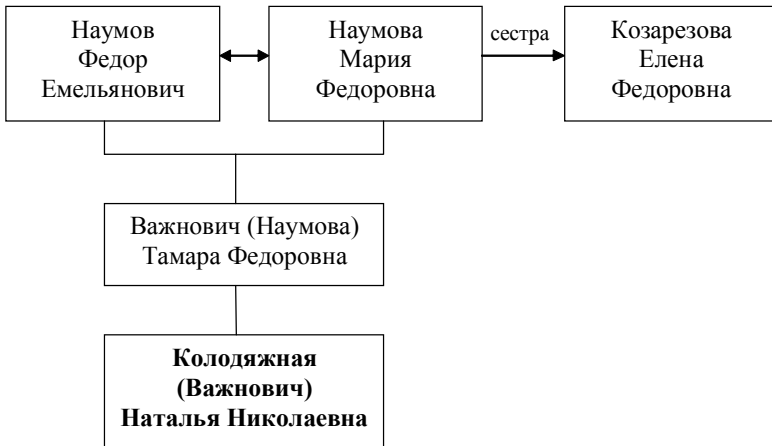 Наумов
Федор
Емельянович
Наумова
Мария
Федоровна
сестра
Козарезова
Елена
Федоровна
Важнович (Наумова)
Тамара Федоровна
Колодяжная
(Важнович)
Наталья Николаевна